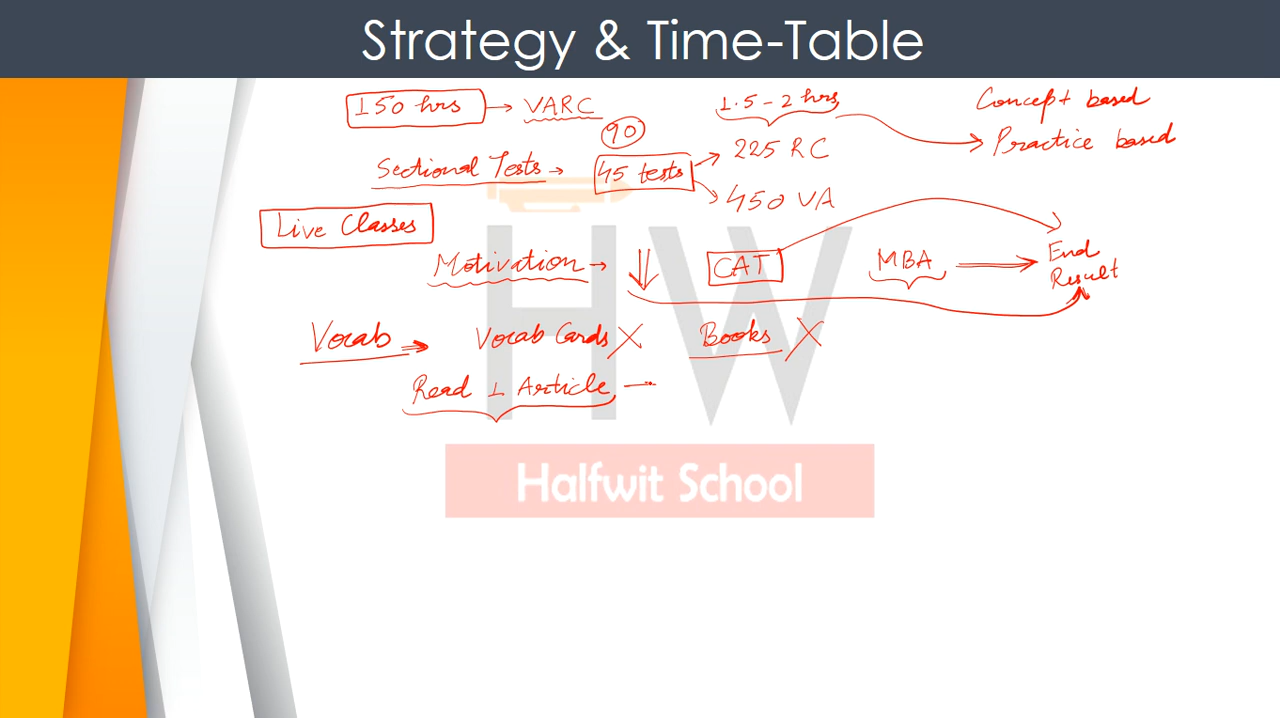 Strategy & Time-Table
150 hrs → VARC 1.5 - 2 hrs Concept based
90
Practice based
Sectional Tests → 45 tests 225 RC
450 VA
Live Classes
Motivation → CAT MBA End
Result
Vocab Vocab Cards X Books X
Read 1 Article
HW
Halfwit School